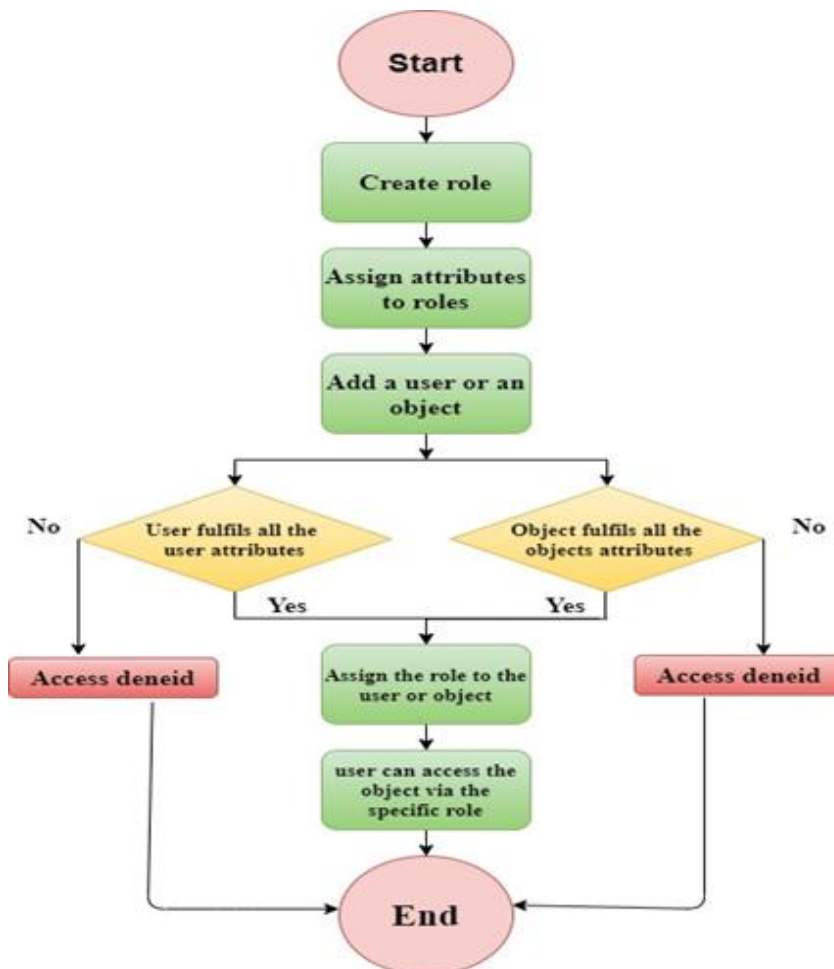 Start
Create role
Assign attributes
to roles
Add a user or an
object
No
User fulfils all the
user attributes
Object fulfils all the
objects attributes
No
Yes
Yes
Access deneid
Assign the role to the
user or object
Access deneid
user can access the
object via the
specific role
End